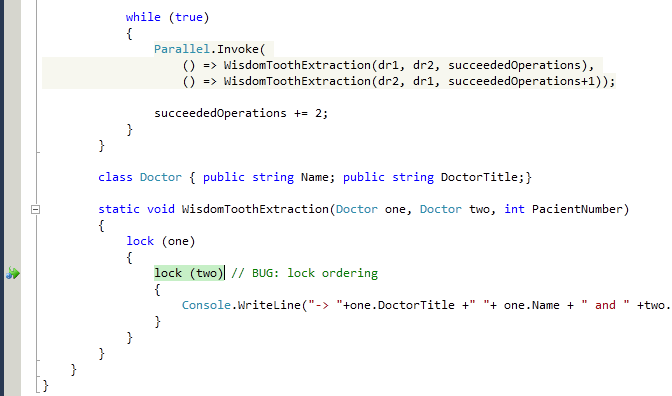 while (true)
{
Parallel.Invoke(
() => WisdomToothExtraction(dr1, dr2, succeededOperations),
() => WisdomToothExtraction(dr2, dr1, succeededOperations+1));
succeededOperations += 2;
}
}
class Doctor { public string Name; public string DoctorTitle;}
static void WisdomToothExtraction(Doctor one, Doctor two, int PacientNumber)
{
lock (one)
{
lock (two) // BUG: lock ordering
{
Console.WriteLine("-> "+one.DoctorTitle +" "+ one.Name + " and " +two.
}
}
}
}
}